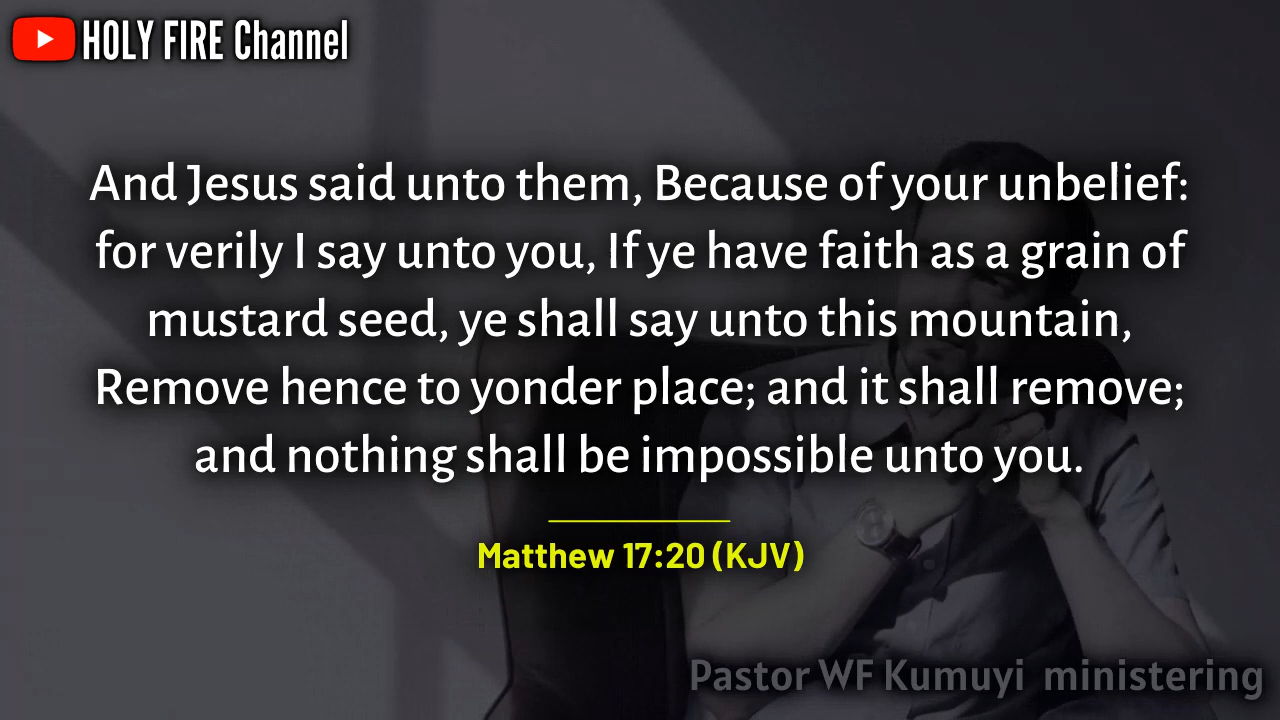 HOLY FIRE Channel
And Jesus said unto them, Because of your unbelief:
for verily I say unto you, If ye have faith as a grain of
mustard seed, ye shall say unto this mountain,
Remove hence to yonder place; and it shall remove;
and nothing shall be impossible unto you.
Matthew 17:20 (KJV)
Pastor WF Kumuyi ministering